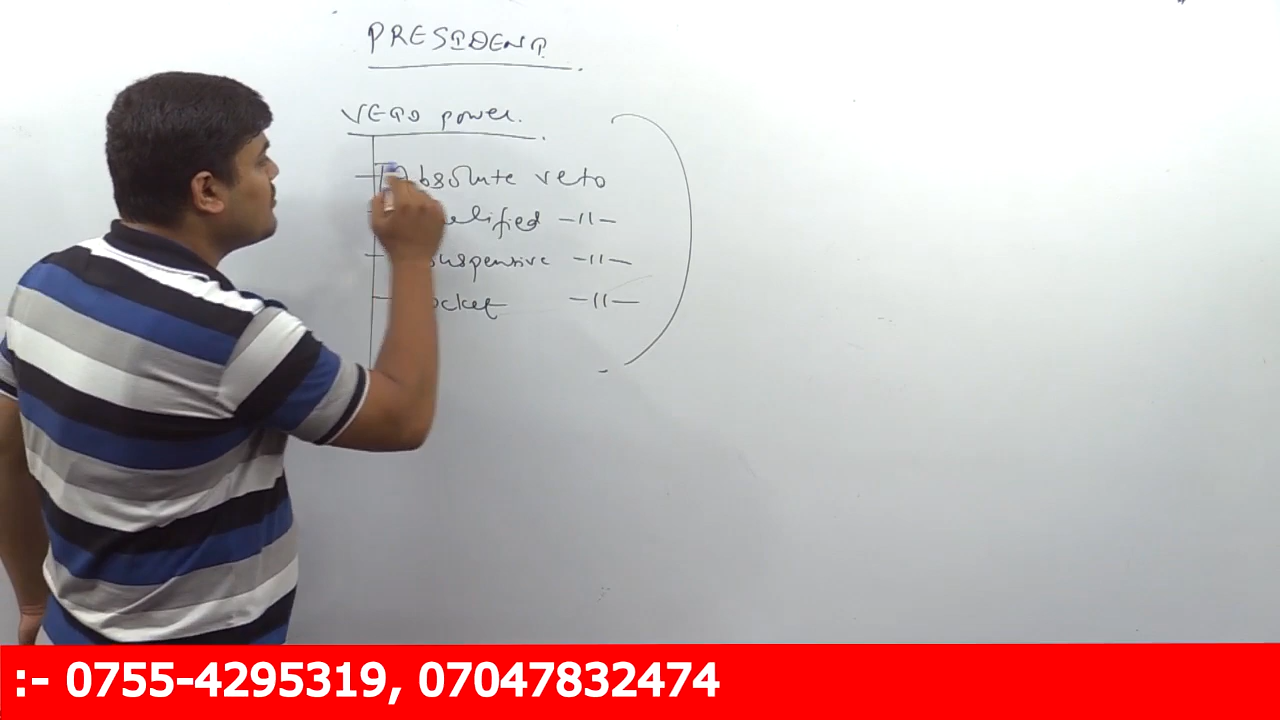 PRESIDENT
VETO power.
Absolute veto
-11-
-11-
-11-
:- 0755-4295319, 07047832474